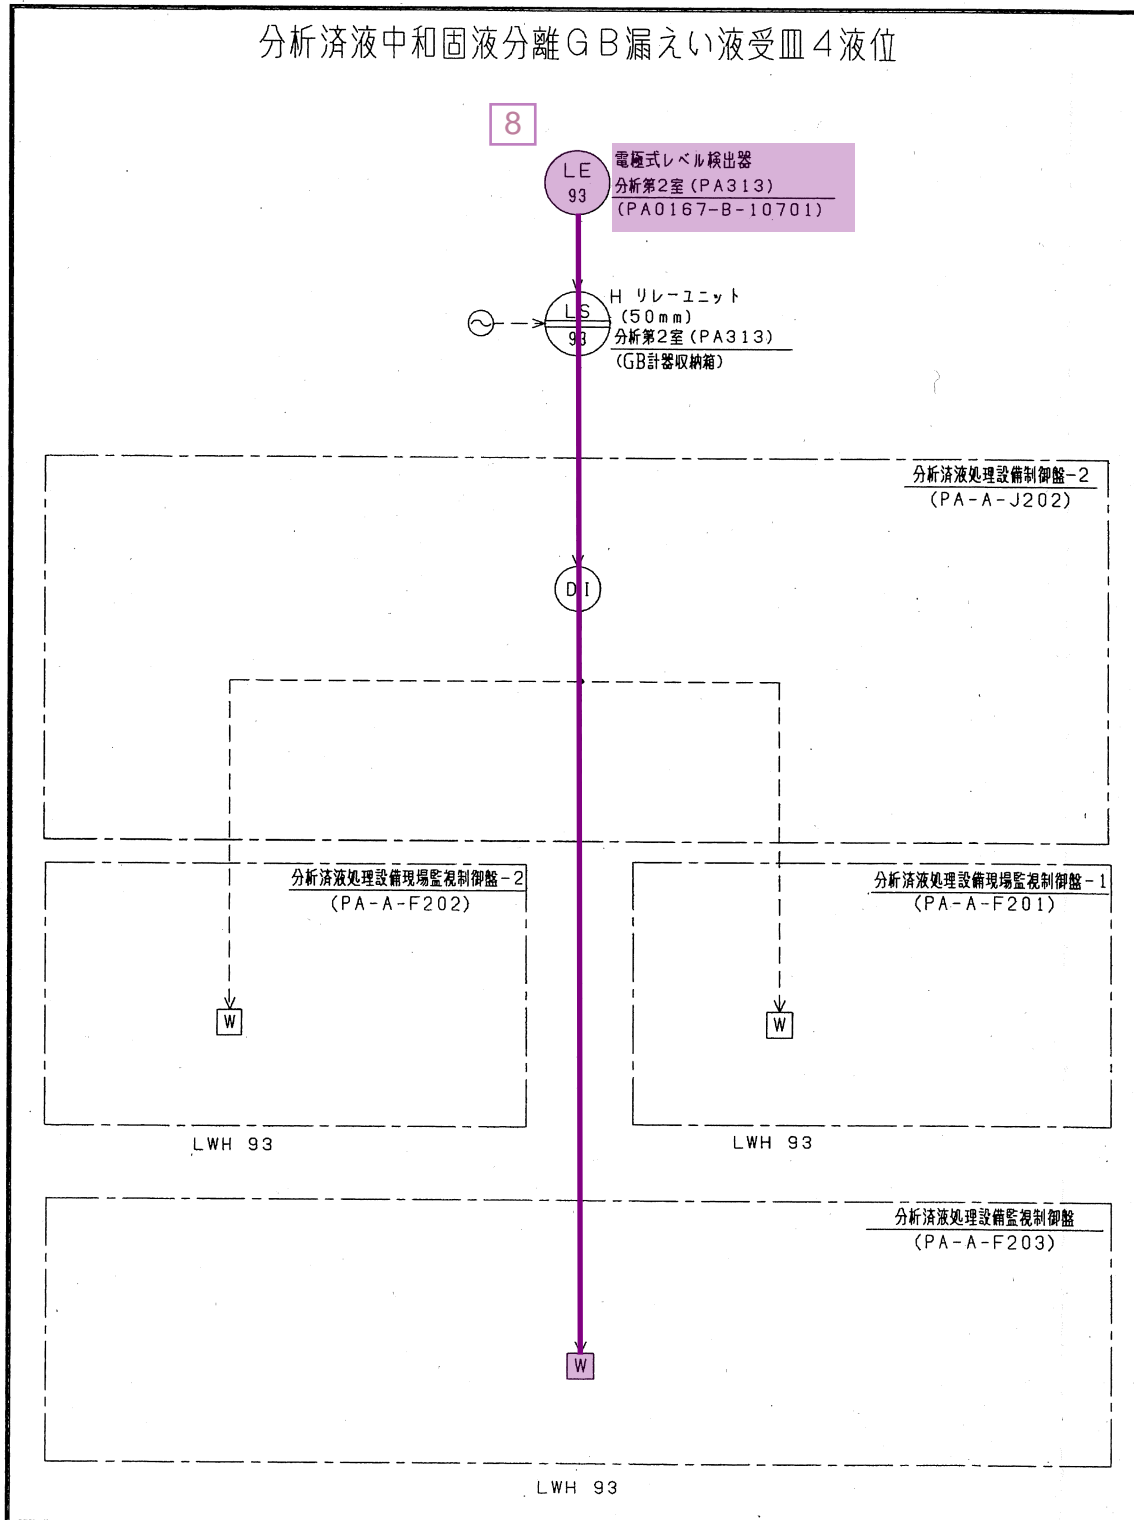 分析済液中和固液分離GB漏えい液受皿4液位
8
LE
93
電極式レベル検出器
分析第2室(PA313)
(PA0167-B-10701)
LS
93
H リレーユニット
(50mm)
分析第2室(PA313)
(GB計器収納箱)
分析済液処理設備制御盤-2
(PA-A-J202)
DI
分析済液処理設備現場監視制御盤-2
(PA-A-F202)
W
LWH 93
分析済液処理設備現場監視制御盤-1
(PA-A-F201)
W
LWH 93
分析済液処理設備監視制御盤
(PA-A-F203)
W
LWH 93